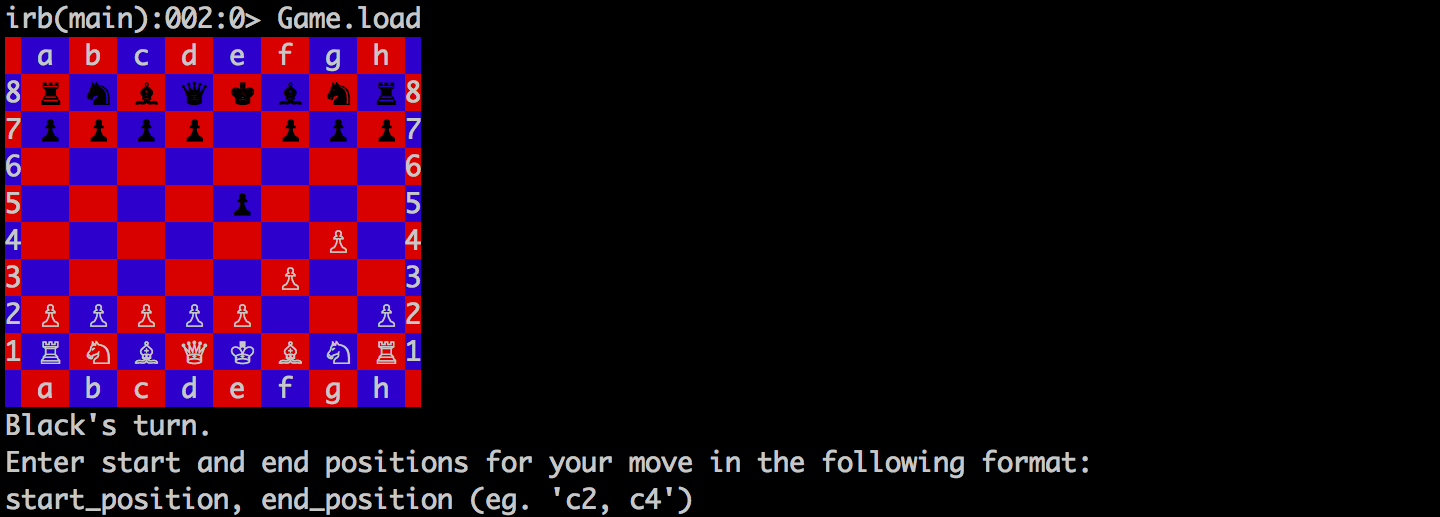 irb(main):002:0> Game.load
a b c d e f g h
8 ♜ ♞ ♝ ♛ ♚ ♝ ♞ ♜ 8
7 ♟ ♟ ♟ ♟ ♟ ♟ ♟ 7
6 6
5 ♟ 5
4 ♙ 4
3 ♙ 3
2 ♙ ♙ ♙ ♙ ♙ ♙ 2
1 ♖ ♘ ♗ ♕ ♔ ♗ ♘ ♖ 1
a b c d e f g h
Black's turn.
Enter start and end positions for your move in the following format:
start_position, end_position (eg. 'c2, c4')